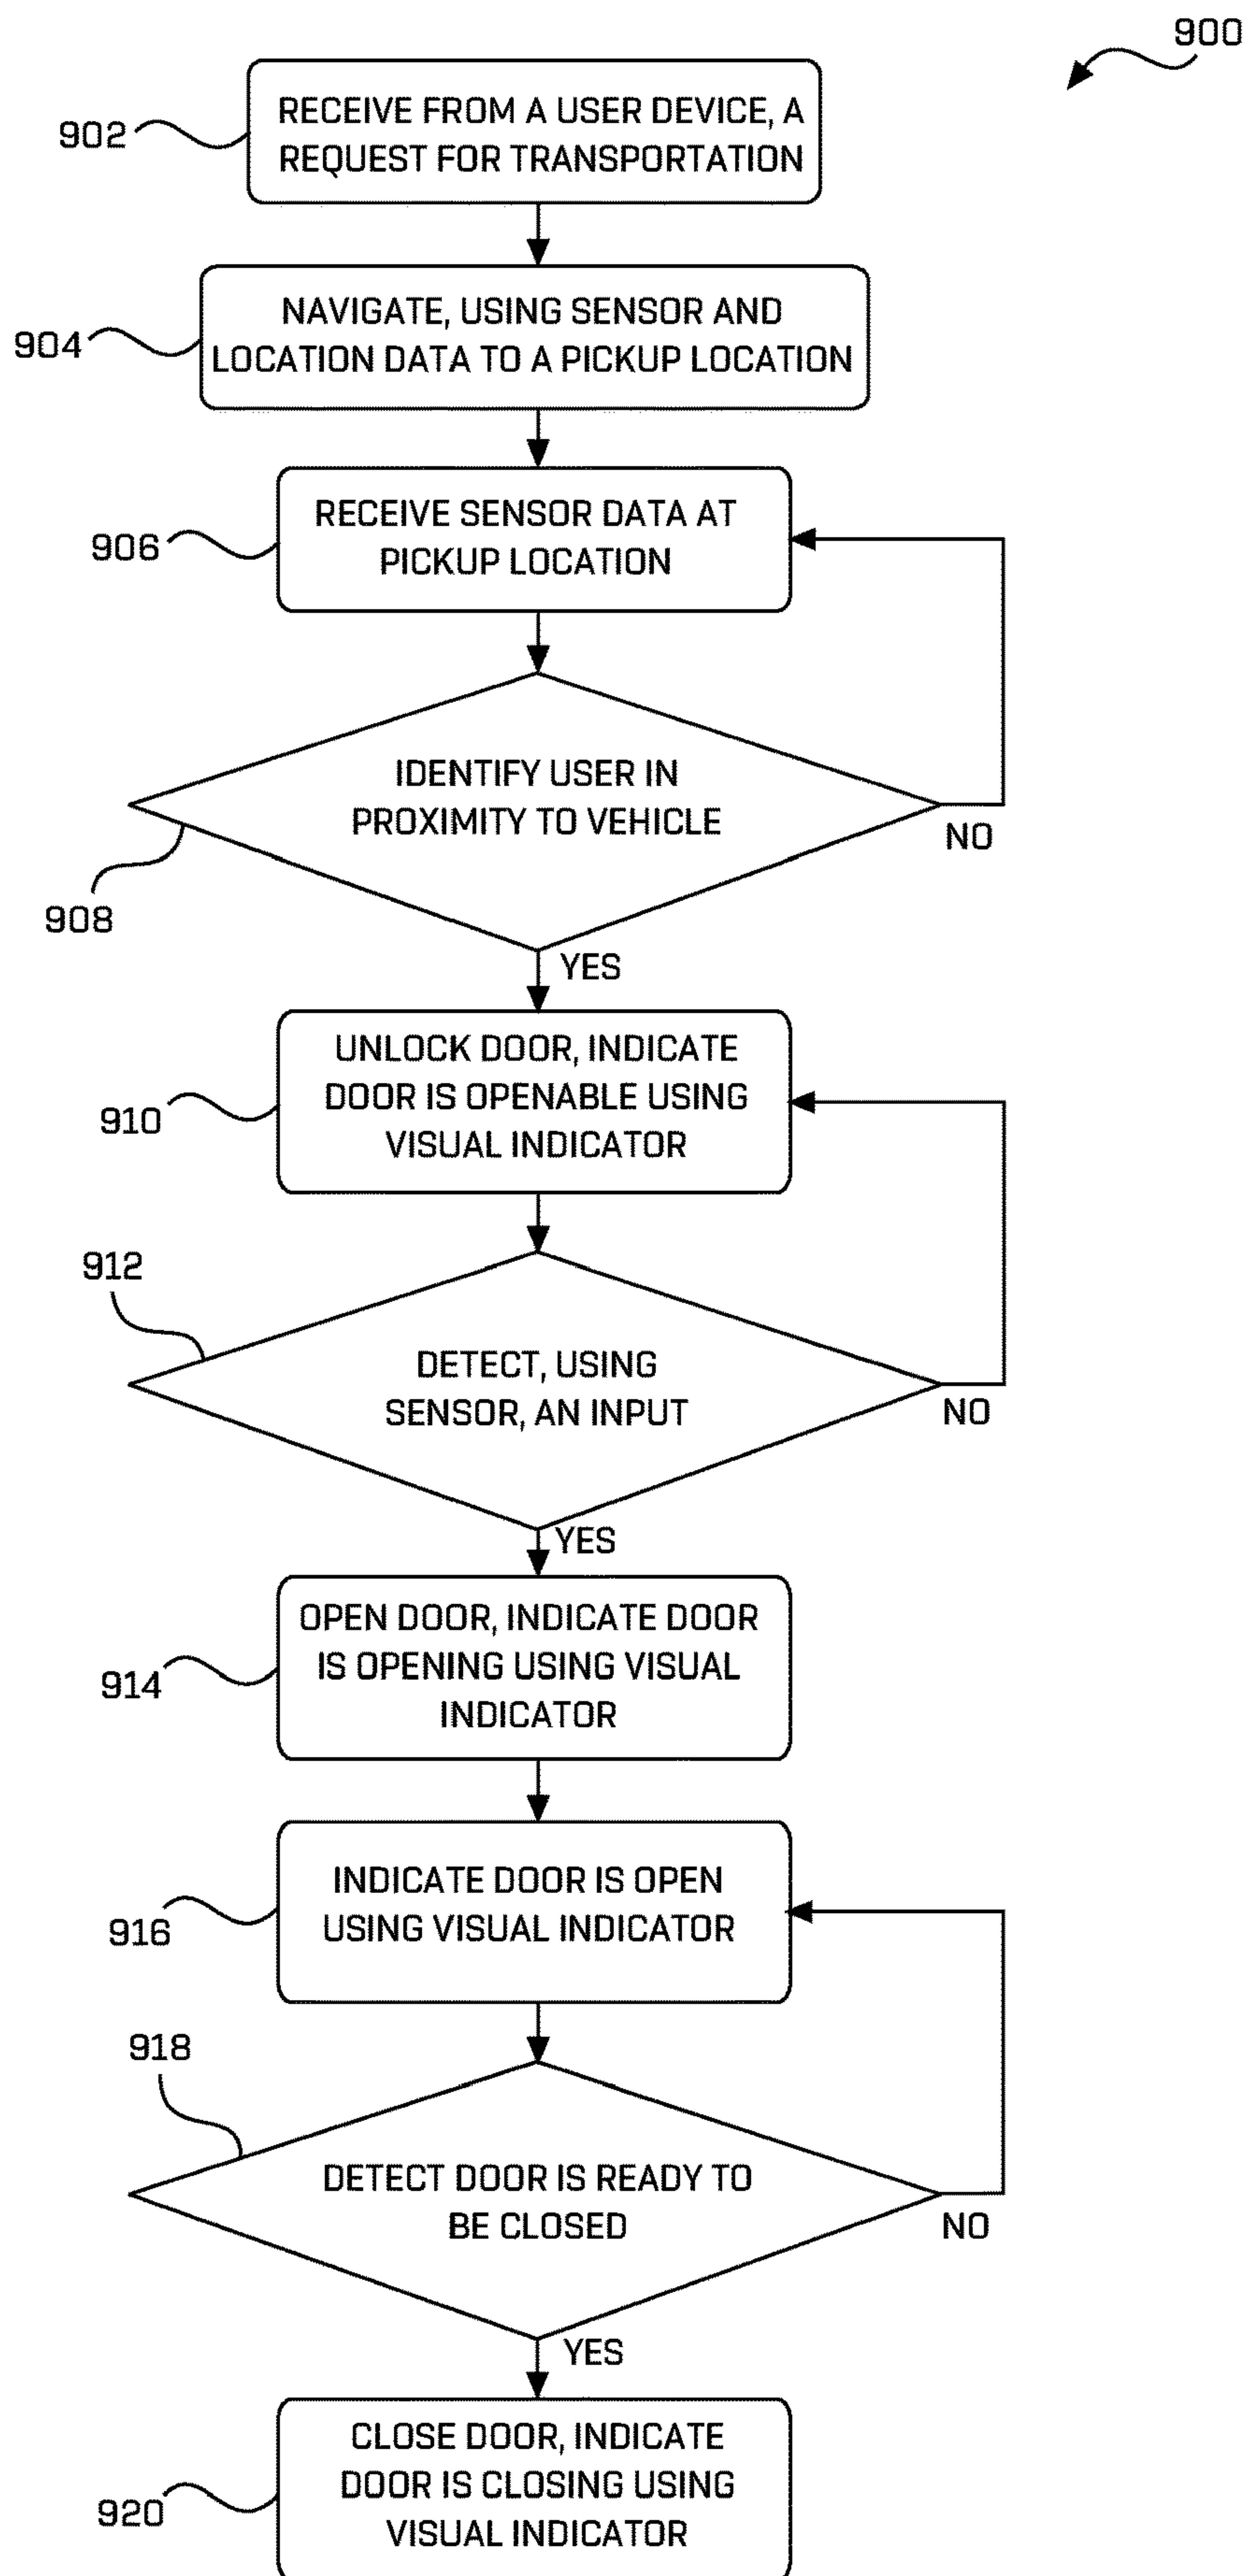 900
902
RECEIVE FROM A USER DEVICE, A
REQUEST FOR TRANSPORTATION
904
NAVIGATE, USING SENSOR AND
LOCATION DATA TO A PICKUP LOCATION
906
RECEIVE SENSOR DATA AT
PICKUP LOCATION
IDENTIFY USER IN
PROXIMITY TO VEHICLE
NO
908
YES
910
UNLOCK DOOR, INDICATE
DOOR IS OPENABLE USING
VISUAL INDICATOR
912
DETECT, USING
SENSOR, AN INPUT
NO
YES
914
OPEN DOOR, INDICATE DOOR
IS OPENING USING VISUAL
INDICATOR
916
INDICATE DOOR IS OPEN
USING VISUAL INDICATOR
918
DETECT DOOR IS READY TO
BE CLOSED
NO
YES
920
CLOSE DOOR, INDICATE
DOOR IS CLOSING USING
VISUAL INDICATOR